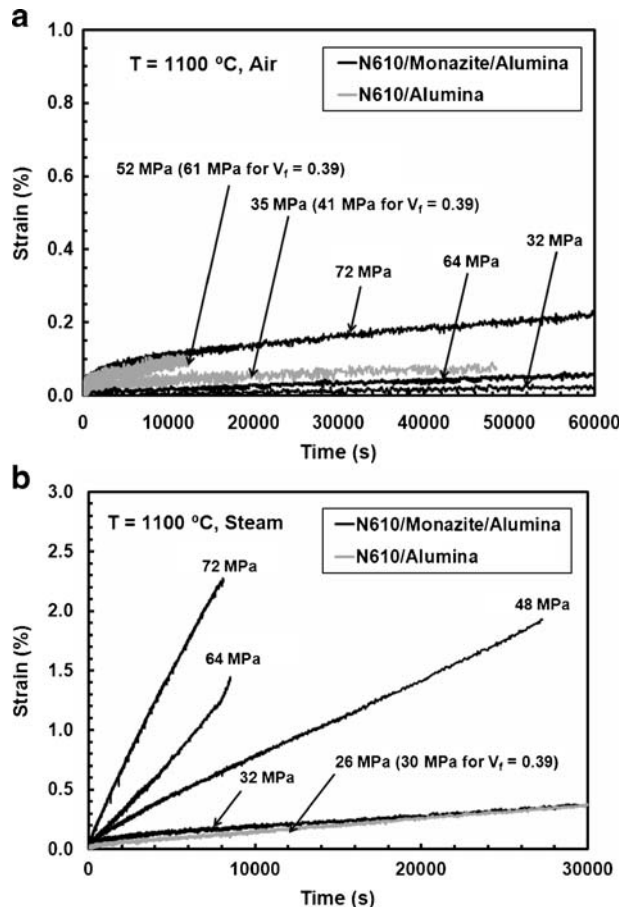 a
T = 1100 ºC, Air
N610/Monazite/Alumina
N610/Alumina
52 MPa (61 MPa for Vf = 0.39)
35 MPa (41 MPa for Vf = 0.39)
32 MPa
72 MPa
64 MPa
Strain (%)
1.0
0.8
0.6
0.4
0.2
0.0
0 10000 20000 30000 40000 50000 60000
Time (s)
b
T = 1100 ºC, Steam
N610/Monazite/Alumina
N610/Alumina
72 MPa
48 MPa
64 MPa
26 MPa (30 MPa for Vf = 0.39)
32 MPa
Strain (%)
3.0
2.5
2.0
1.5
1.0
0.5
0.0
0 10000 20000 30000
Time (s)